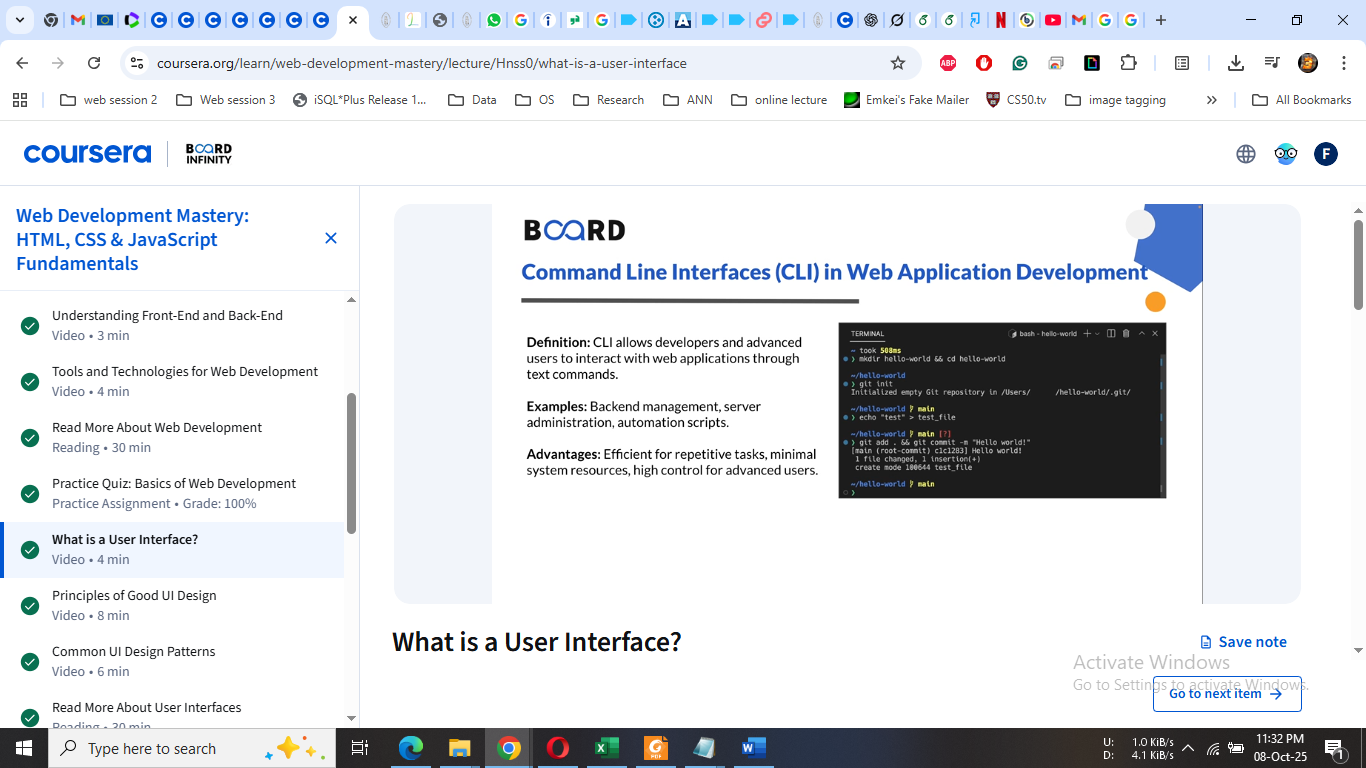 coursera.org/learn/web-development-mastery/lecture/Hnss0/what-is-a-user-interface
ABP
web session 2
Web session 3
iSQL*Plus Release 1...
Data
OS
Research
ANN
online lecture
Emkei's Fake Mailer
CS50.tv
image tagging
»
All Bookmarks
coursera
BOARD
INFINITY
F
Web Development Mastery:
HTML, CSS & JavaScript
Fundamentals
Understanding Front-End and Back-End
Video • 3 min
Tools and Technologies for Web Development
Video • 4 min
Read More About Web Development
Reading • 30 min
Practice Quiz: Basics of Web Development
Practice Assignment • Grade: 100%
What is a User Interface?
Video • 4 min
Principles of Good UI Design
Video • 8 min
Common UI Design Patterns
Video • 6 min
Read More About User Interfaces
Reading • 30 min
BOARD
Command Line Interfaces (CLI) in Web Application Development
Definition: CLI allows developers and advanced
users to interact with web applications through
text commands.
Examples: Backend management, server
administration, automation scripts.
Advantages: Efficient for repetitive tasks, minimal
system resources, high control for advanced users.
TERMINAL
bash - hello-world
~ took 508ms
❯ mkdir hello-world && cd hello-world
~/hello-world
❯ git init
Initialized empty Git repository in /Users/ /hello-world/.git/
~/hello-world main
❯ echo "test" > test_file
~/hello-world main [?]
❯ git add . && git commit -m "Hello world!"
[main (root-commit) c1c1283] Hello world!
1 file changed, 1 insertion(+)
create mode 100644 test_file
~/hello-world main
❯
What is a User Interface?
Save note
Activate Windows
Go to Settings to activate Windows.
Go to next item →
Type here to search
U: 1.0 KiB/s
D: 4.1 KiB/s
11:32 PM
08-Oct-25
1